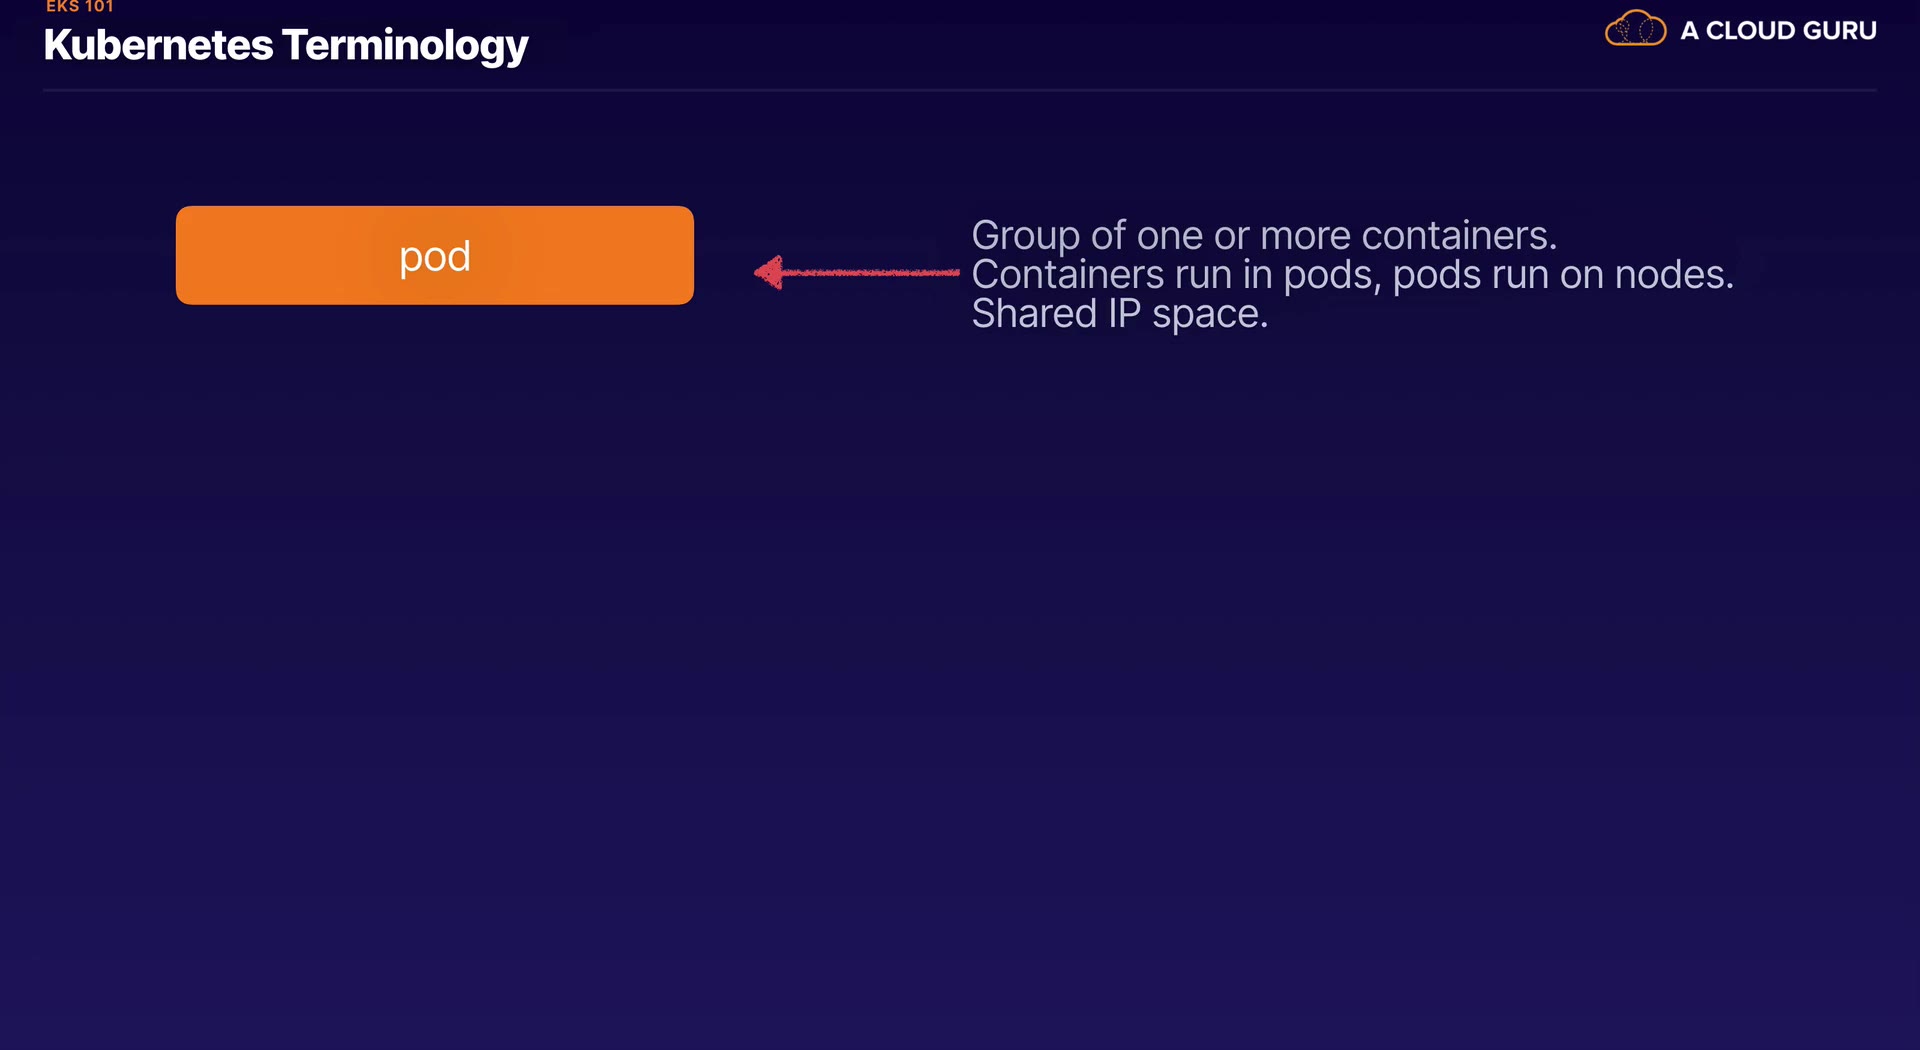 EKS 101
Kubernetes Terminology
A CLOUD GURU
pod
Group of one or more containers.
Containers run in pods, pods run on nodes.
Shared IP space.